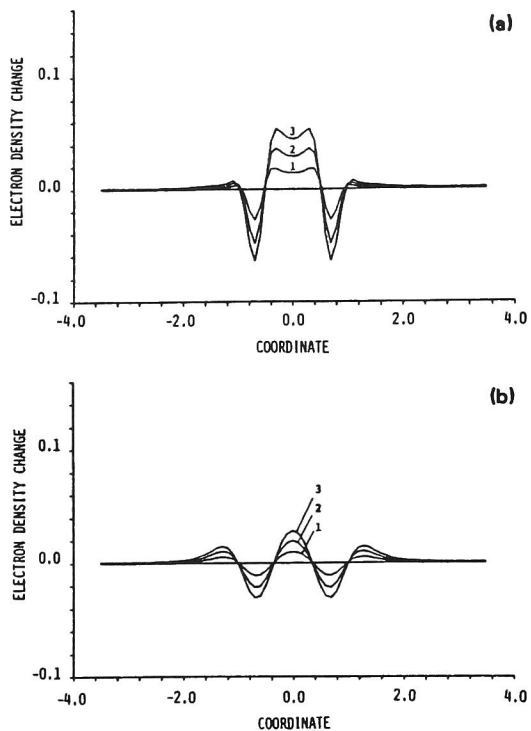 (a)
ELECTRON DENSITY CHANGE
0.1
0.0
-0.1
3
2
1
-4.0 -2.0 0.0 2.0 4.0
COORDINATE
(b)
ELECTRON DENSITY CHANGE
0.1
0.0
-0.1
3
2
1
-4.0 -2.0 0.0 2.0 4.0
COORDINATE